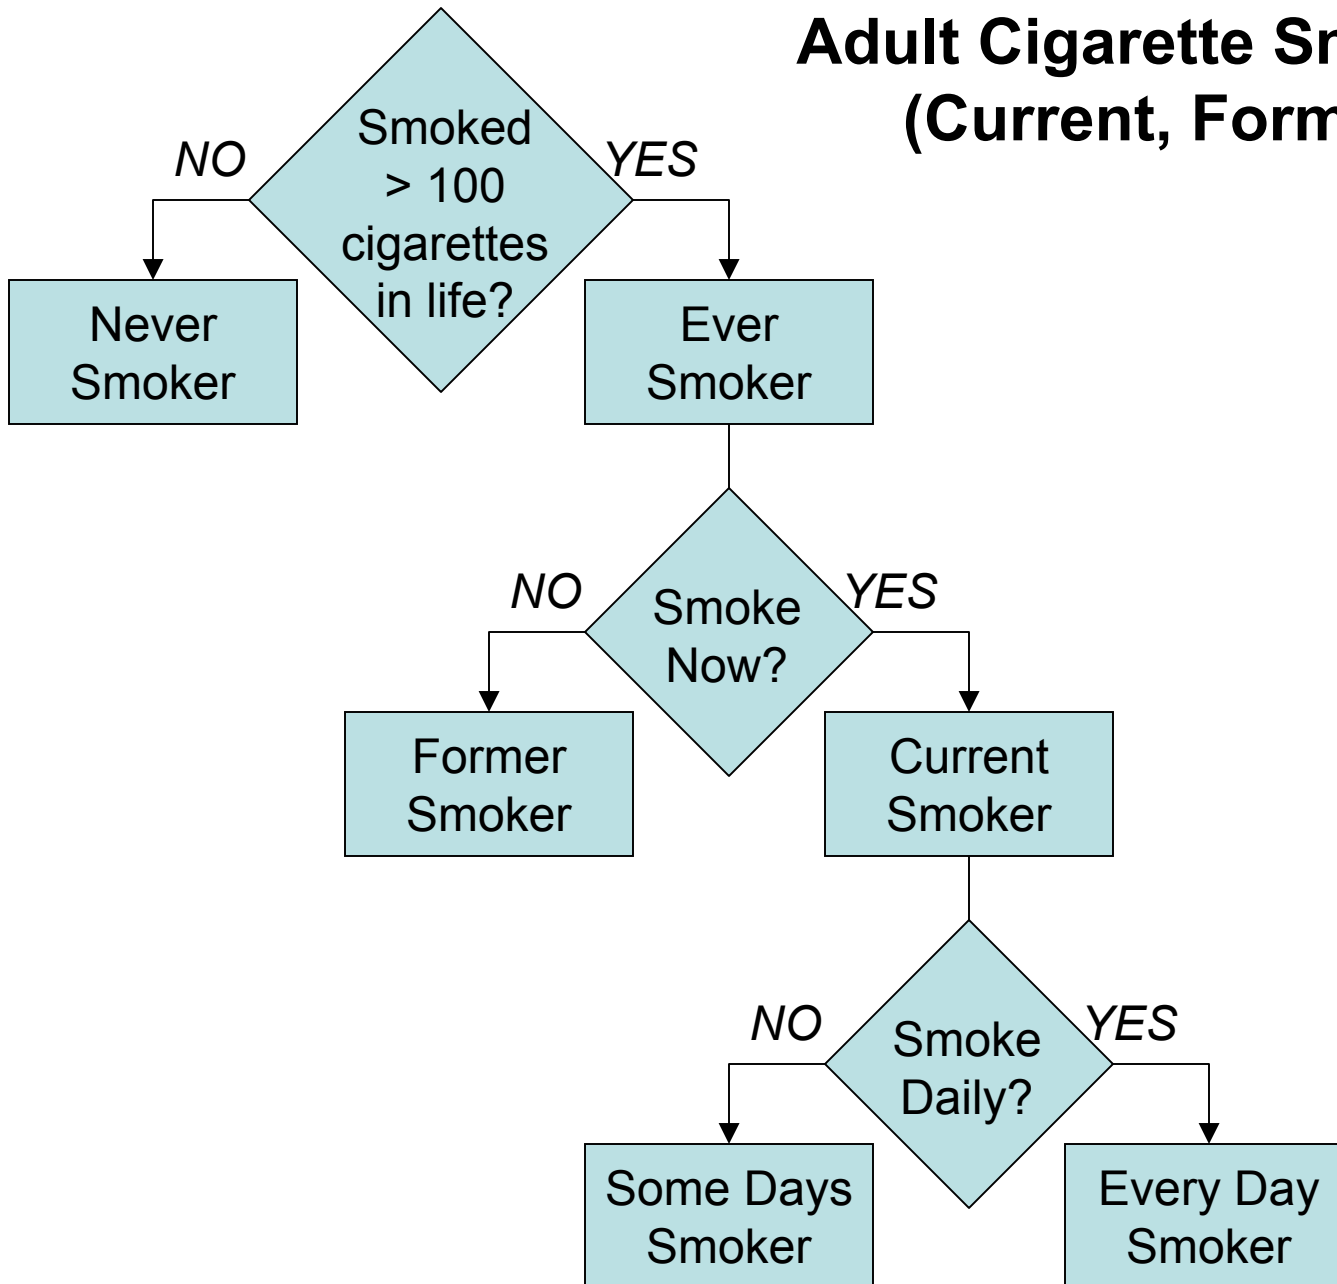 Adult Cigarette Sm
(Current, Form
Smoked
> 100
cigarettes
in life?
NO
YES
Never
Smoker
Ever
Smoker
Smoke
Now?
NO
YES
Former
Smoker
Current
Smoker
Smoke
Daily?
NO
YES
Some Days
Smoker
Every Day
Smoker